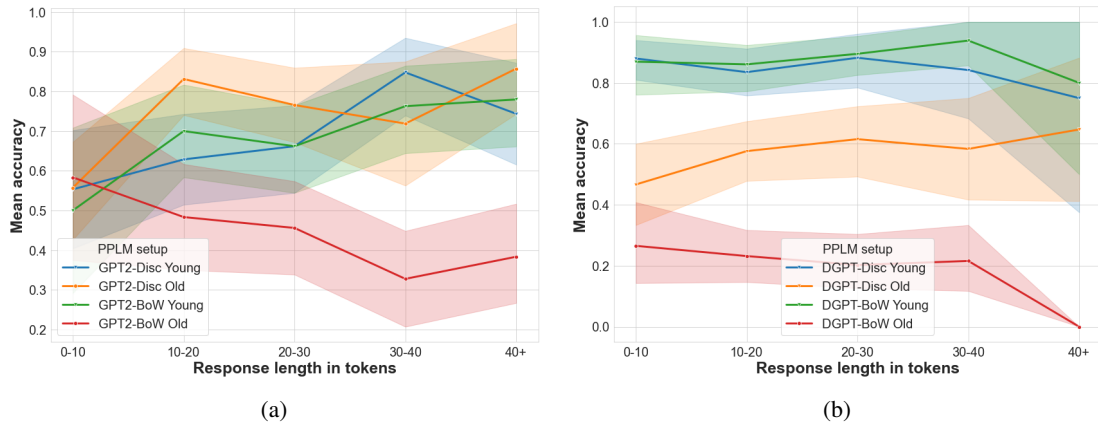 1.0
0.9
0.8
0.7
0.6
0.5
0.4
0.3
0.2
Mean accuracy
PPLM setup
GPT2-Disc Young
GPT2-Disc Old
GPT2-BoW Young
GPT2-BoW Old
0-10 10-20 20-30 30-40 40+
Response length in tokens
(a)
1.0
0.8
0.6
0.4
0.2
0.0
Mean accuracy
PPLM setup
DGPT-Disc Young
DGPT-Disc Old
DGPT-BoW Young
DGPT-BoW Old
0-10 10-20 20-30 30-40 40+
Response length in tokens
(b)